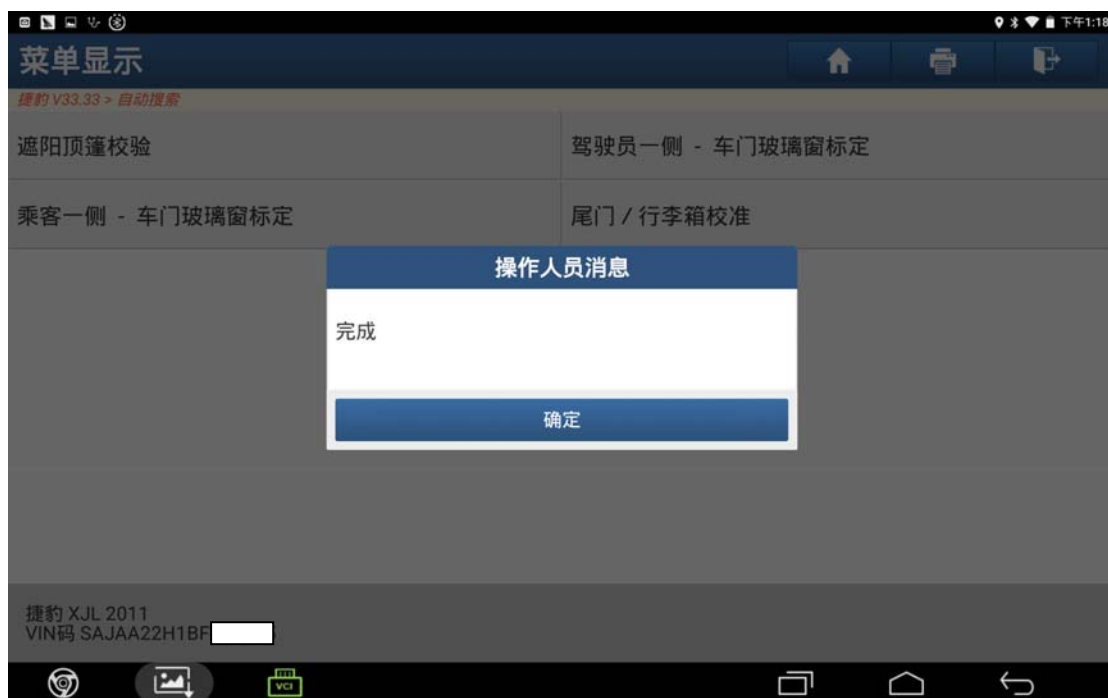 下午1:18
菜单显示
捷豹 V33.33 > 自动搜索
遮阳顶篷校验
驾驶员一侧 - 车门玻璃窗标定
乘客一侧 - 车门玻璃窗标定
尾门 / 行李箱校准
操作人员消息
完成
确定
捷豹 XJL 2011
VIN码 SAJAA22H1BF
VCI